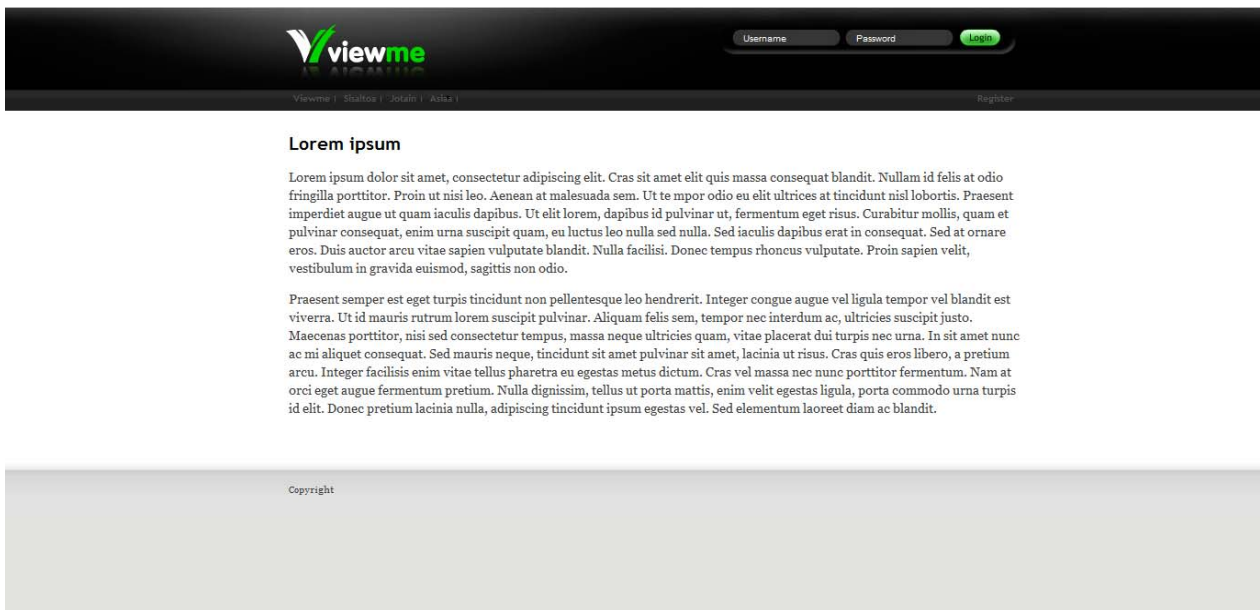 viewme
Username Password Login
Viewme | Sisaltoa | Jotain | Asiaa |
Register
Lorem ipsum
Lorem ipsum dolor sit amet, consectetur adipiscing elit. Cras sit amet elit quis massa consequat blandit. Nullam id felis at odio
fringilla porttitor. Proin ut nisi leo. Aenean at malesuada sem. Ut te mpor odio eu elit ultrices at tincidunt nisl lobortis. Praesent
imperdiet augue ut quam iaculis dapibus. Ut elit lorem, dapibus id pulvinar ut, fermentum eget risus. Curabitur mollis, quam et
pulvinar consequat, enim urna suscipit quam, eu luctus leo nulla sed nulla. Sed iaculis dapibus erat in consequat. Sed at ornare
eros. Duis auctor arcu vitae sapien vulputate blandit. Nulla facilisi. Donec tempus rhoncus vulputate. Proin sapien velit,
vestibulum in gravida euismod, sagittis non odio.
Praesent semper est eget turpis tincidunt non pellentesque leo hendrerit. Integer congue augue vel ligula tempor vel blandit est
viverra. Ut id mauris rutrum lorem suscipit pulvinar. Aliquam felis sem, tempor nec interdum ac, ultricies suscipit justo.
Maecenas porttitor, nisi sed consectetur tempus, massa neque ultricies quam, vitae placerat dui turpis nec urna. In sit amet nunc
ac mi aliquet consequat. Sed mauris neque, tincidunt sit amet pulvinar sit amet, lacinia ut risus. Cras quis eros libero, a pretium
arcu. Integer facilisis enim vitae tellus pharetra eu egestas metus dictum. Cras vel massa nec nunc porttitor fermentum. Nam at
orci eget augue fermentum pretium. Nulla dignissim, tellus ut porta mattis, enim velit egestas ligula, porta commodo urna turpis
id elit. Donec pretium lacinia nulla, adipiscing tincidunt ipsum egestas vel. Sed elementum laoreet diam ac blandit.
Copyright